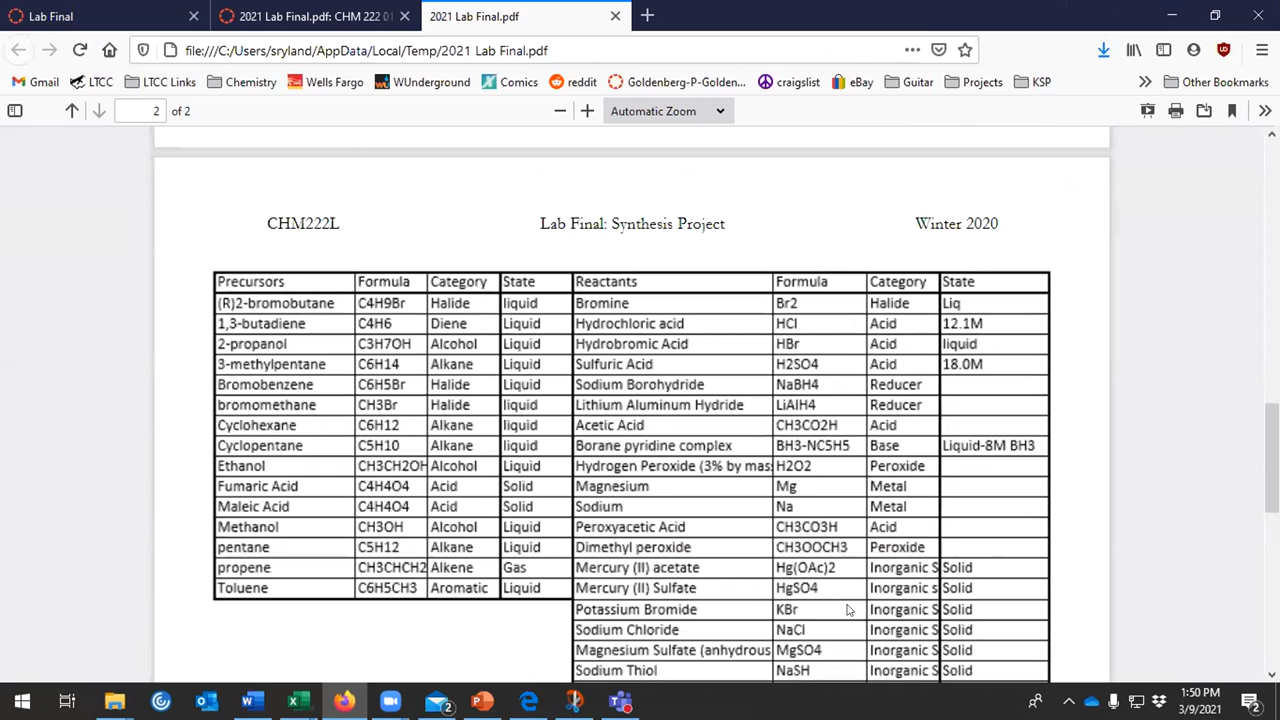 Lab Final
2021 Lab Final.pdf: CHM 222 01
2021 Lab Final.pdf
file:///C:/Users/sryland/AppData/Local/Temp/2021 Lab Final.pdf
Gmail LTCC LTCC Links Chemistry Wells Fargo WUnderground Comics reddit Goldenberg-P-Golden... craigslist eBay Guitar Projects KSP Other Bookmarks
2 of 2 Automatic Zoom
CHM222L Lab Final: Synthesis Project Winter 2020
Precursors Formula Category State Reactants Formula Category State
(R)2-bromobutane C4H9Br Halide liquid Bromine Br2 Halide Liq
1,3-butadiene C4H6 Diene Liquid Hydrochloric acid HCl Acid 12.1M
2-propanol C3H7OH Alcohol Liquid Hydrobromic Acid HBr Acid liquid
3-methylpentane C6H14 Alkane Liquid Sulfuric Acid H2SO4 Acid 18.0M
Bromobenzene C6H5Br Halide Liquid Sodium Borohydride NaBH4 Reducer
bromomethane CH3Br Halide liquid Lithium Aluminum Hydride LiAlH4 Reducer
Cyclohexane C6H12 Alkane liquid Acetic Acid CH3CO2H Acid
Cyclopentane C5H10 Alkane liquid Borane pyridine complex BH3-NC5H5 Base Liquid-8M BH3
Ethanol CH3CH2OH Alcohol Liquid Hydrogen Peroxide (3% by mas H2O2 Peroxide
Fumaric Acid C4H4O4 Acid Solid Magnesium Mg Metal
Maleic Acid C4H4O4 Acid Solid Sodium Na Metal
Methanol CH3OH Alcohol Liquid Peroxyacetic Acid CH3CO3H Acid
pentane C5H12 Alkane Liquid Dimethyl peroxide CH3OOCH3 Peroxide
propene CH3CHCH2 Alkene Gas Mercury (II) acetate Hg(OAc)2 Inorganic S Solid
Toluene C6H5CH3 Aromatic Liquid Mercury (II) Sulfate HgSO4 Inorganic s Solid
Potassium Bromide KBr Inorganic S Solid
Sodium Chloride NaCl Inorganic S Solid
Magnesium Sulfate (anhydrous MgSO4 Inorganic S Solid
Sodium Thiol NaSH Inorganic S Solid
1:50 PM
3/9/2021